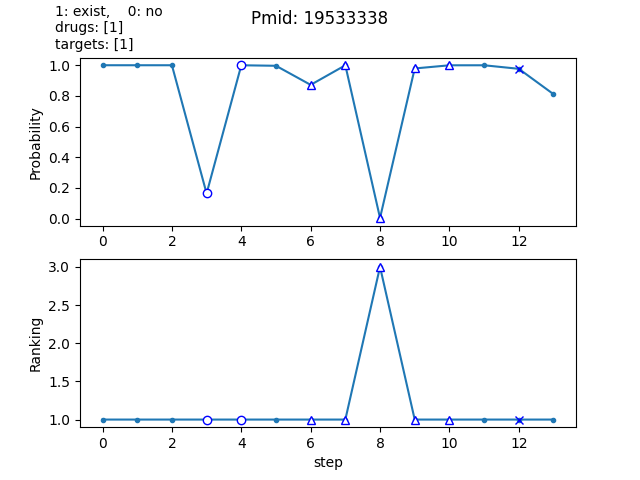 1: exist,    0: no
drugs: [1]
targets: [1]
Pmid: 19533338
Probability
1.0
0.8
0.6
0.4
0.2
0.0
0 2 4 6 8 10 12
Ranking
3.0
2.5
2.0
1.5
1.0
0 2 4 6 8 10 12
step